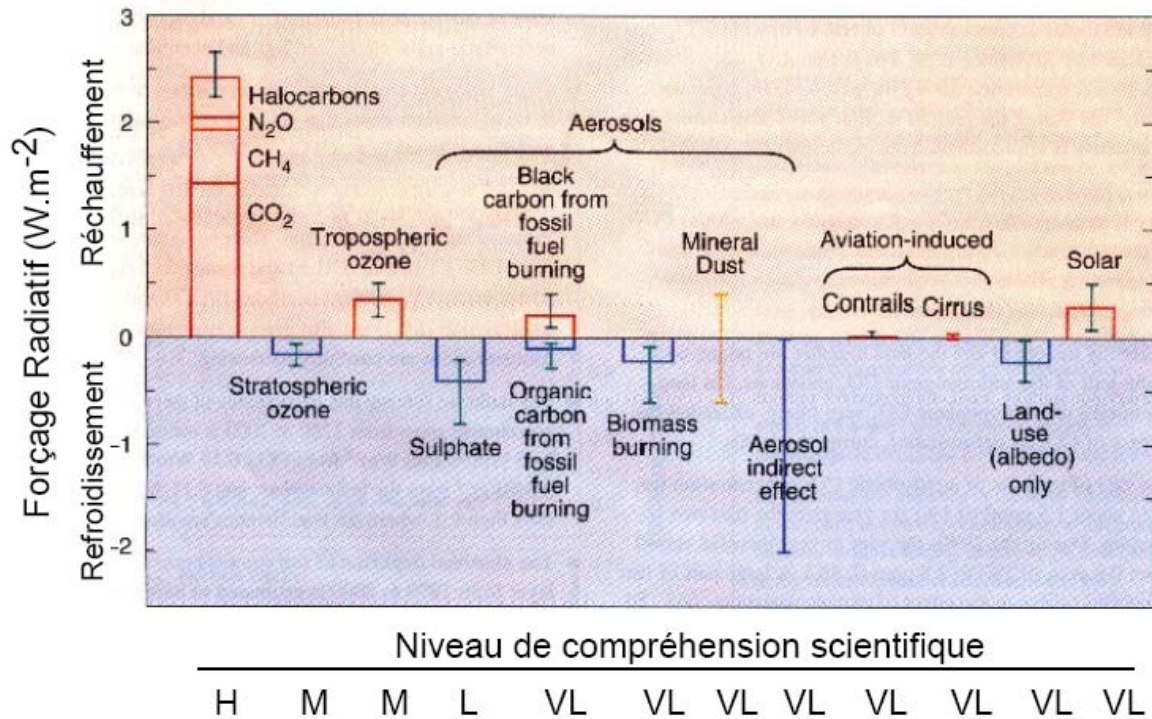 Forçage Radiatif (W.m-2)
Refroidissement
Réchauffement
3
2
1
0
-1
-2
Halocarbons
N2O
CH4
CO2
Stratospheric
ozone
Tropospheric
ozone
Aerosols
Sulphate
Black
carbon from
fossil
fuel
burning
Organic
carbon
from
fossil
fuel
burning
Biomass
burning
Mineral
Dust
Aerosol
indirect
effect
Aviation-induced
Contrails
Cirrus
Land-
use
(albedo)
only
Solar
Niveau de compréhension scientifique
H M M L VL VL VL VL VL VL VL VL